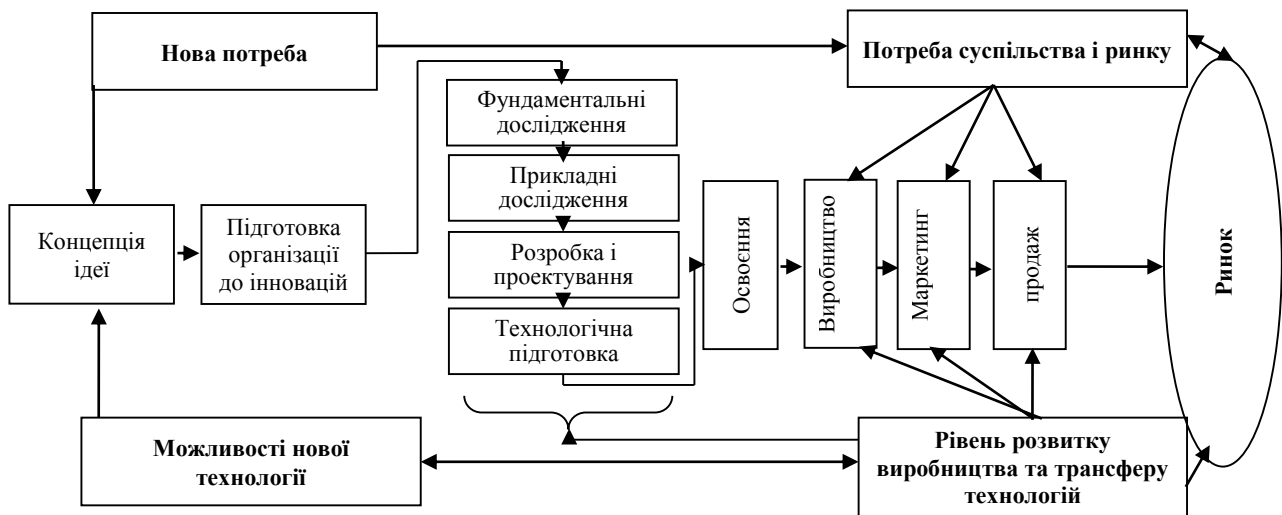 Нова потреба
Потреба суспільства і ринку
Фундаментальні
дослідження
Прикладні
дослідження
Розробка і
проектування
Технологічна
підготовка
Концепція
ідеї
Підготовка
організації
до інновацій
Освоєння
Виробництво
Маркетинг
продаж
Ринок
Можливості нової
технології
Рівень розвитку
виробництва та трансферу
технологій